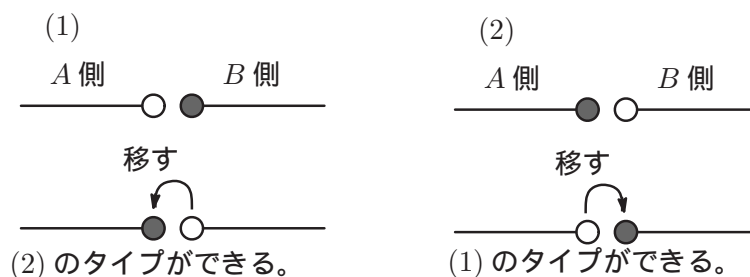 (1)
A 側 B 側
移す
(2) のタイプができる。
(2)
A 側 B 側
移す
(1) のタイプができる。